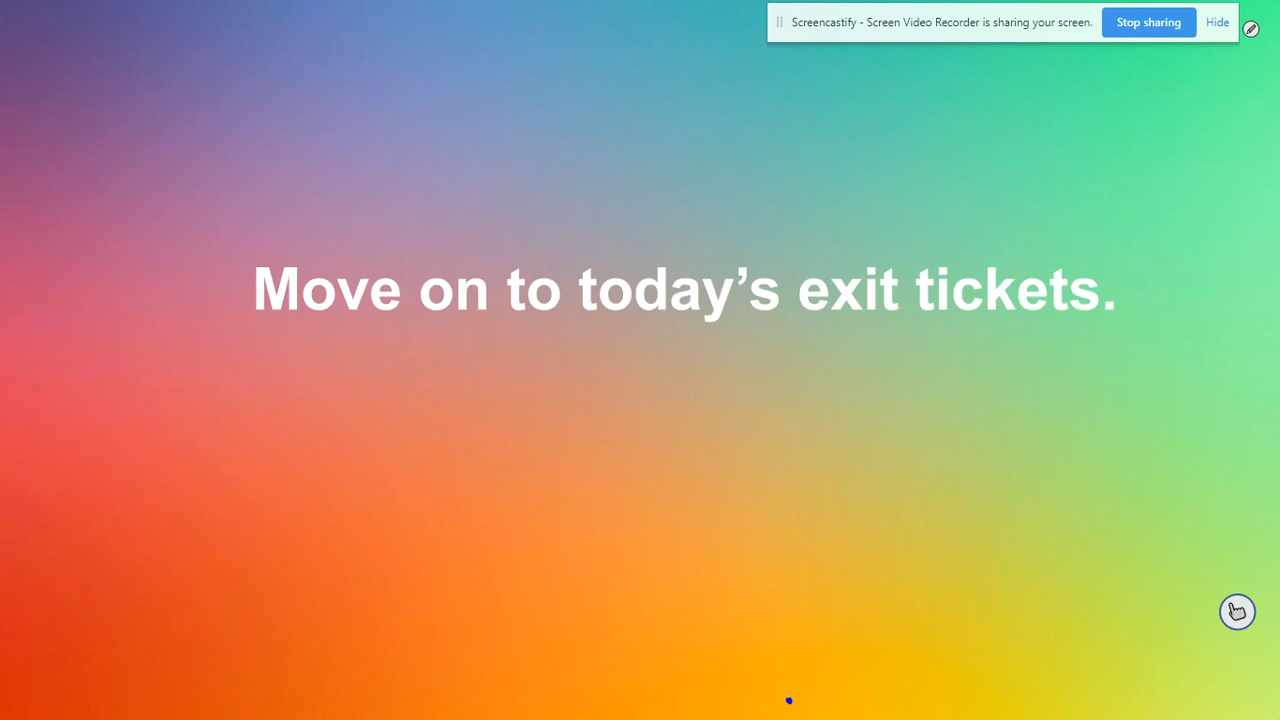 Screencastify - Screen Video Recorder is sharing your screen. Stop sharing Hide
Move on to today’s exit tickets.